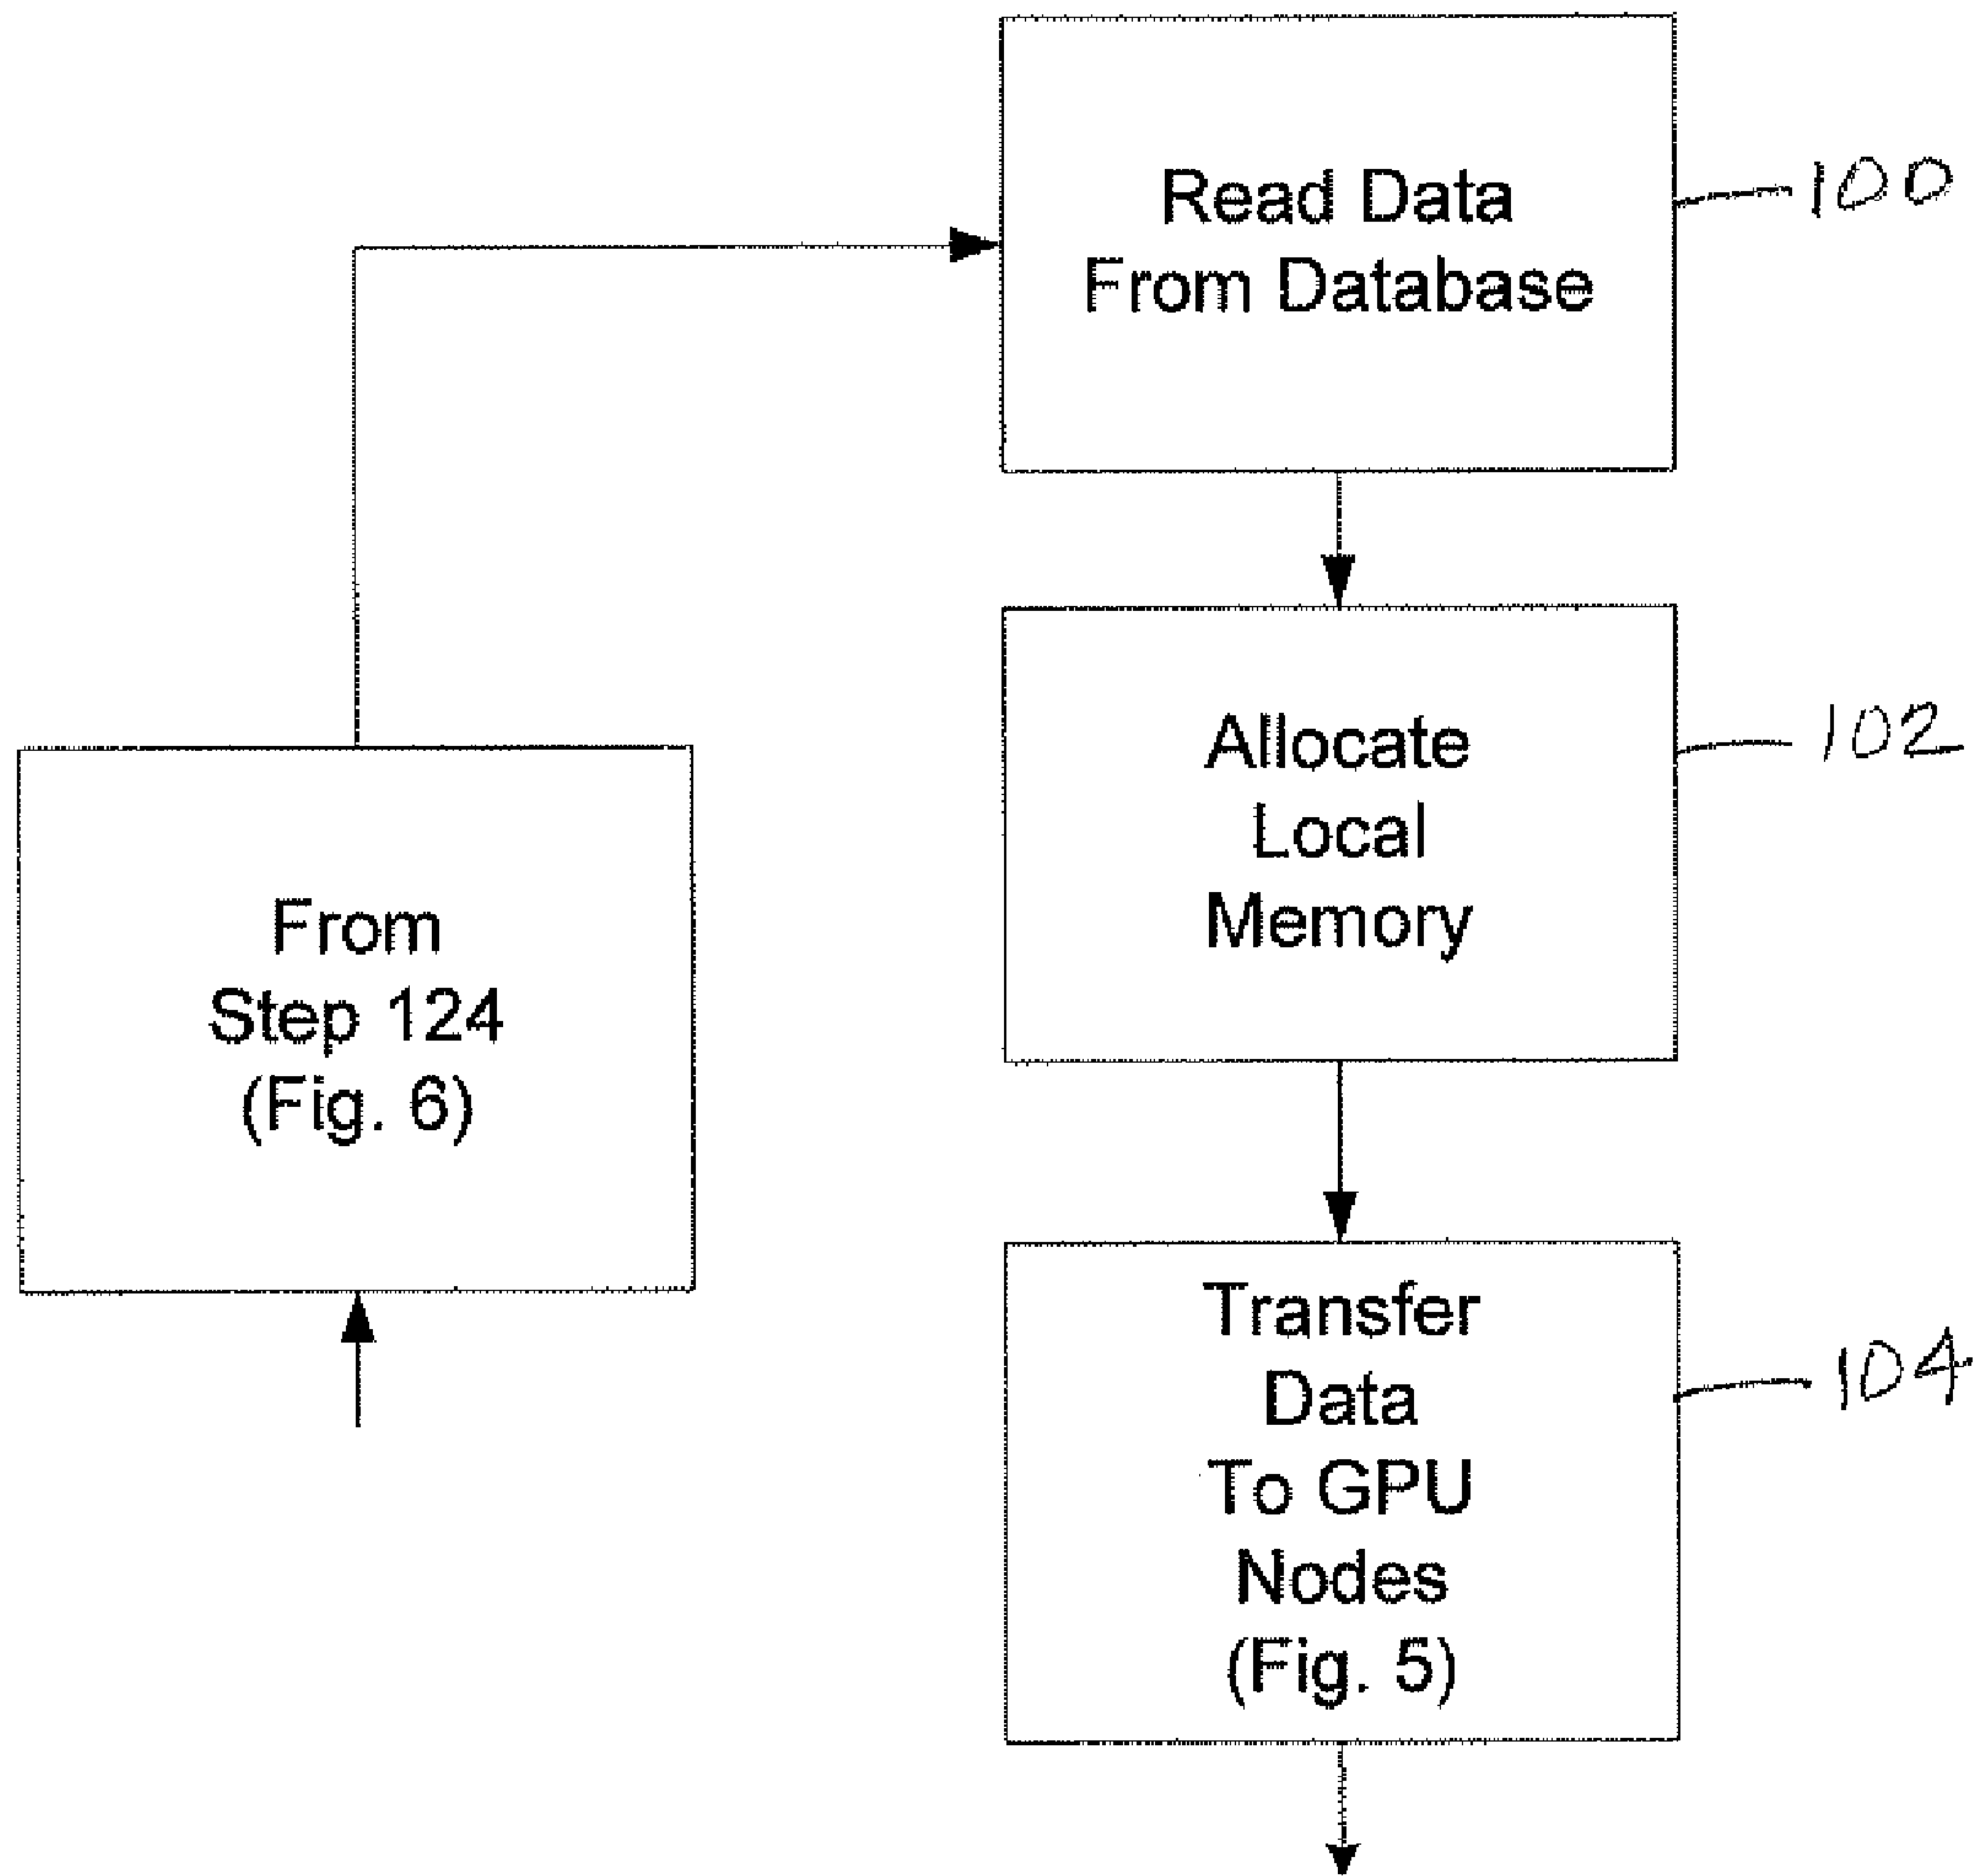 Read Data
From Database
100
Allocate
Local
Memory
102
From
Step 124
(Fig. 6)
Transfer
Data
To GPU
Nodes
(Fig. 5)
104